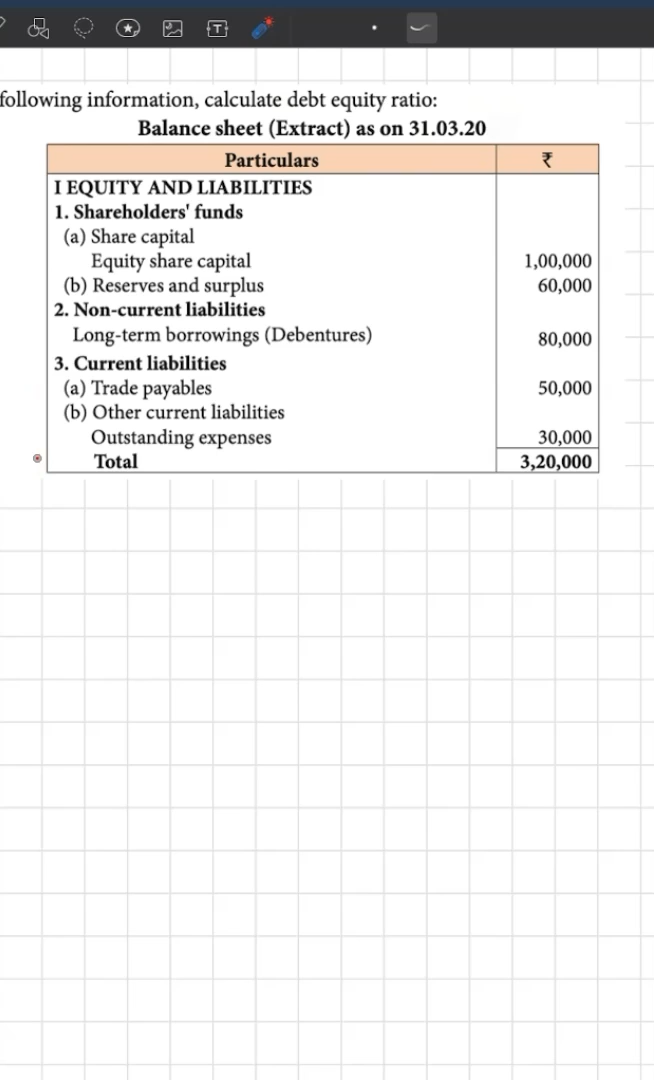 following information, calculate debt equity ratio:
Balance sheet (Extract) as on 31.03.20
Particulars ₹
I EQUITY AND LIABILITIES
1. Shareholders' funds
(a) Share capital
Equity share capital 1,00,000
(b) Reserves and surplus 60,000
2. Non-current liabilities
Long-term borrowings (Debentures) 80,000
3. Current liabilities
(a) Trade payables 50,000
(b) Other current liabilities
Outstanding expenses 30,000
Total 3,20,000